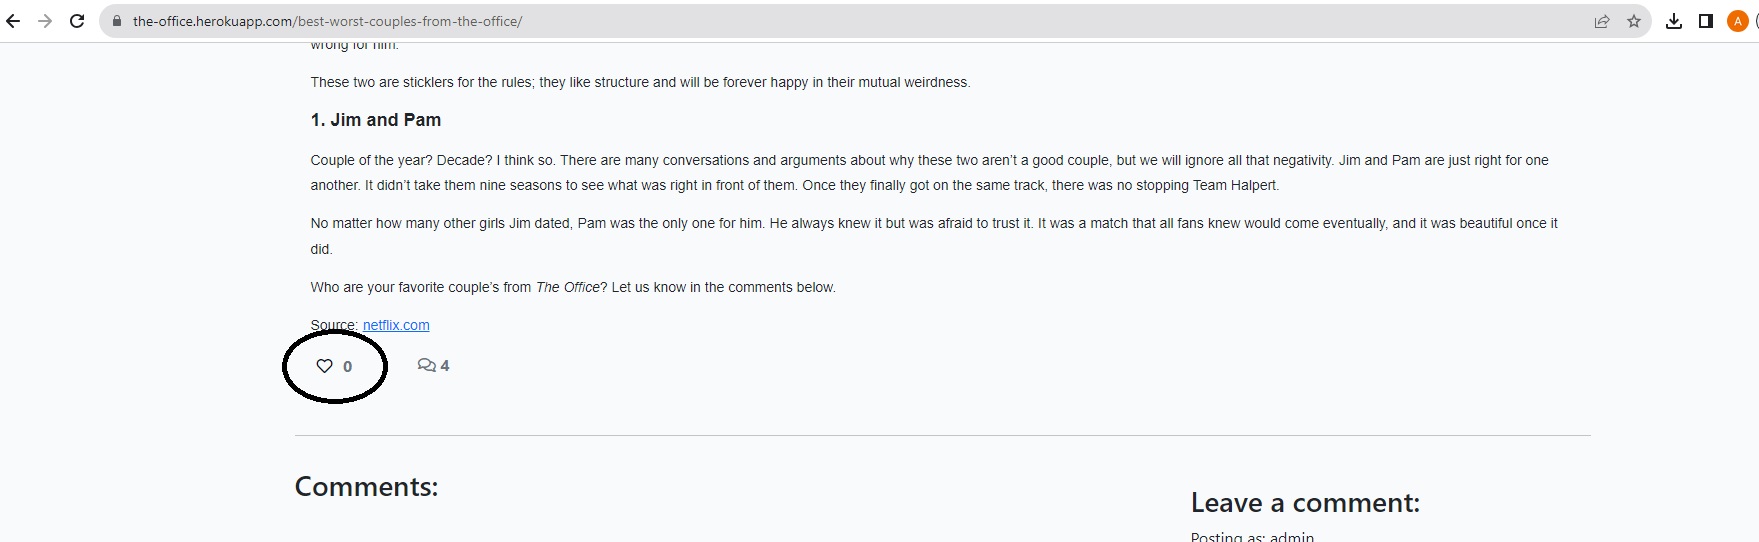 the-office.herokuapp.com/best-worst-couples-from-the-office/
A
wrong for him.
These two are sticklers for the rules; they like structure and will be forever happy in their mutual weirdness.
1. Jim and Pam
Couple of the year? Decade? I think so. There are many conversations and arguments about why these two aren’t a good couple, but we will ignore all that negativity. Jim and Pam are just right for one
another. It didn’t take them nine seasons to see what was right in front of them. Once they finally got on the same track, there was no stopping Team Halpert.
No matter how many other girls Jim dated, Pam was the only one for him. He always knew it but was afraid to trust it. It was a match that all fans knew would come eventually, and it was beautiful once it
did.
Who are your favorite couple’s from The Office? Let us know in the comments below.
Source: netflix.com
0 4
Comments:
Leave a comment:
Posting as: admin